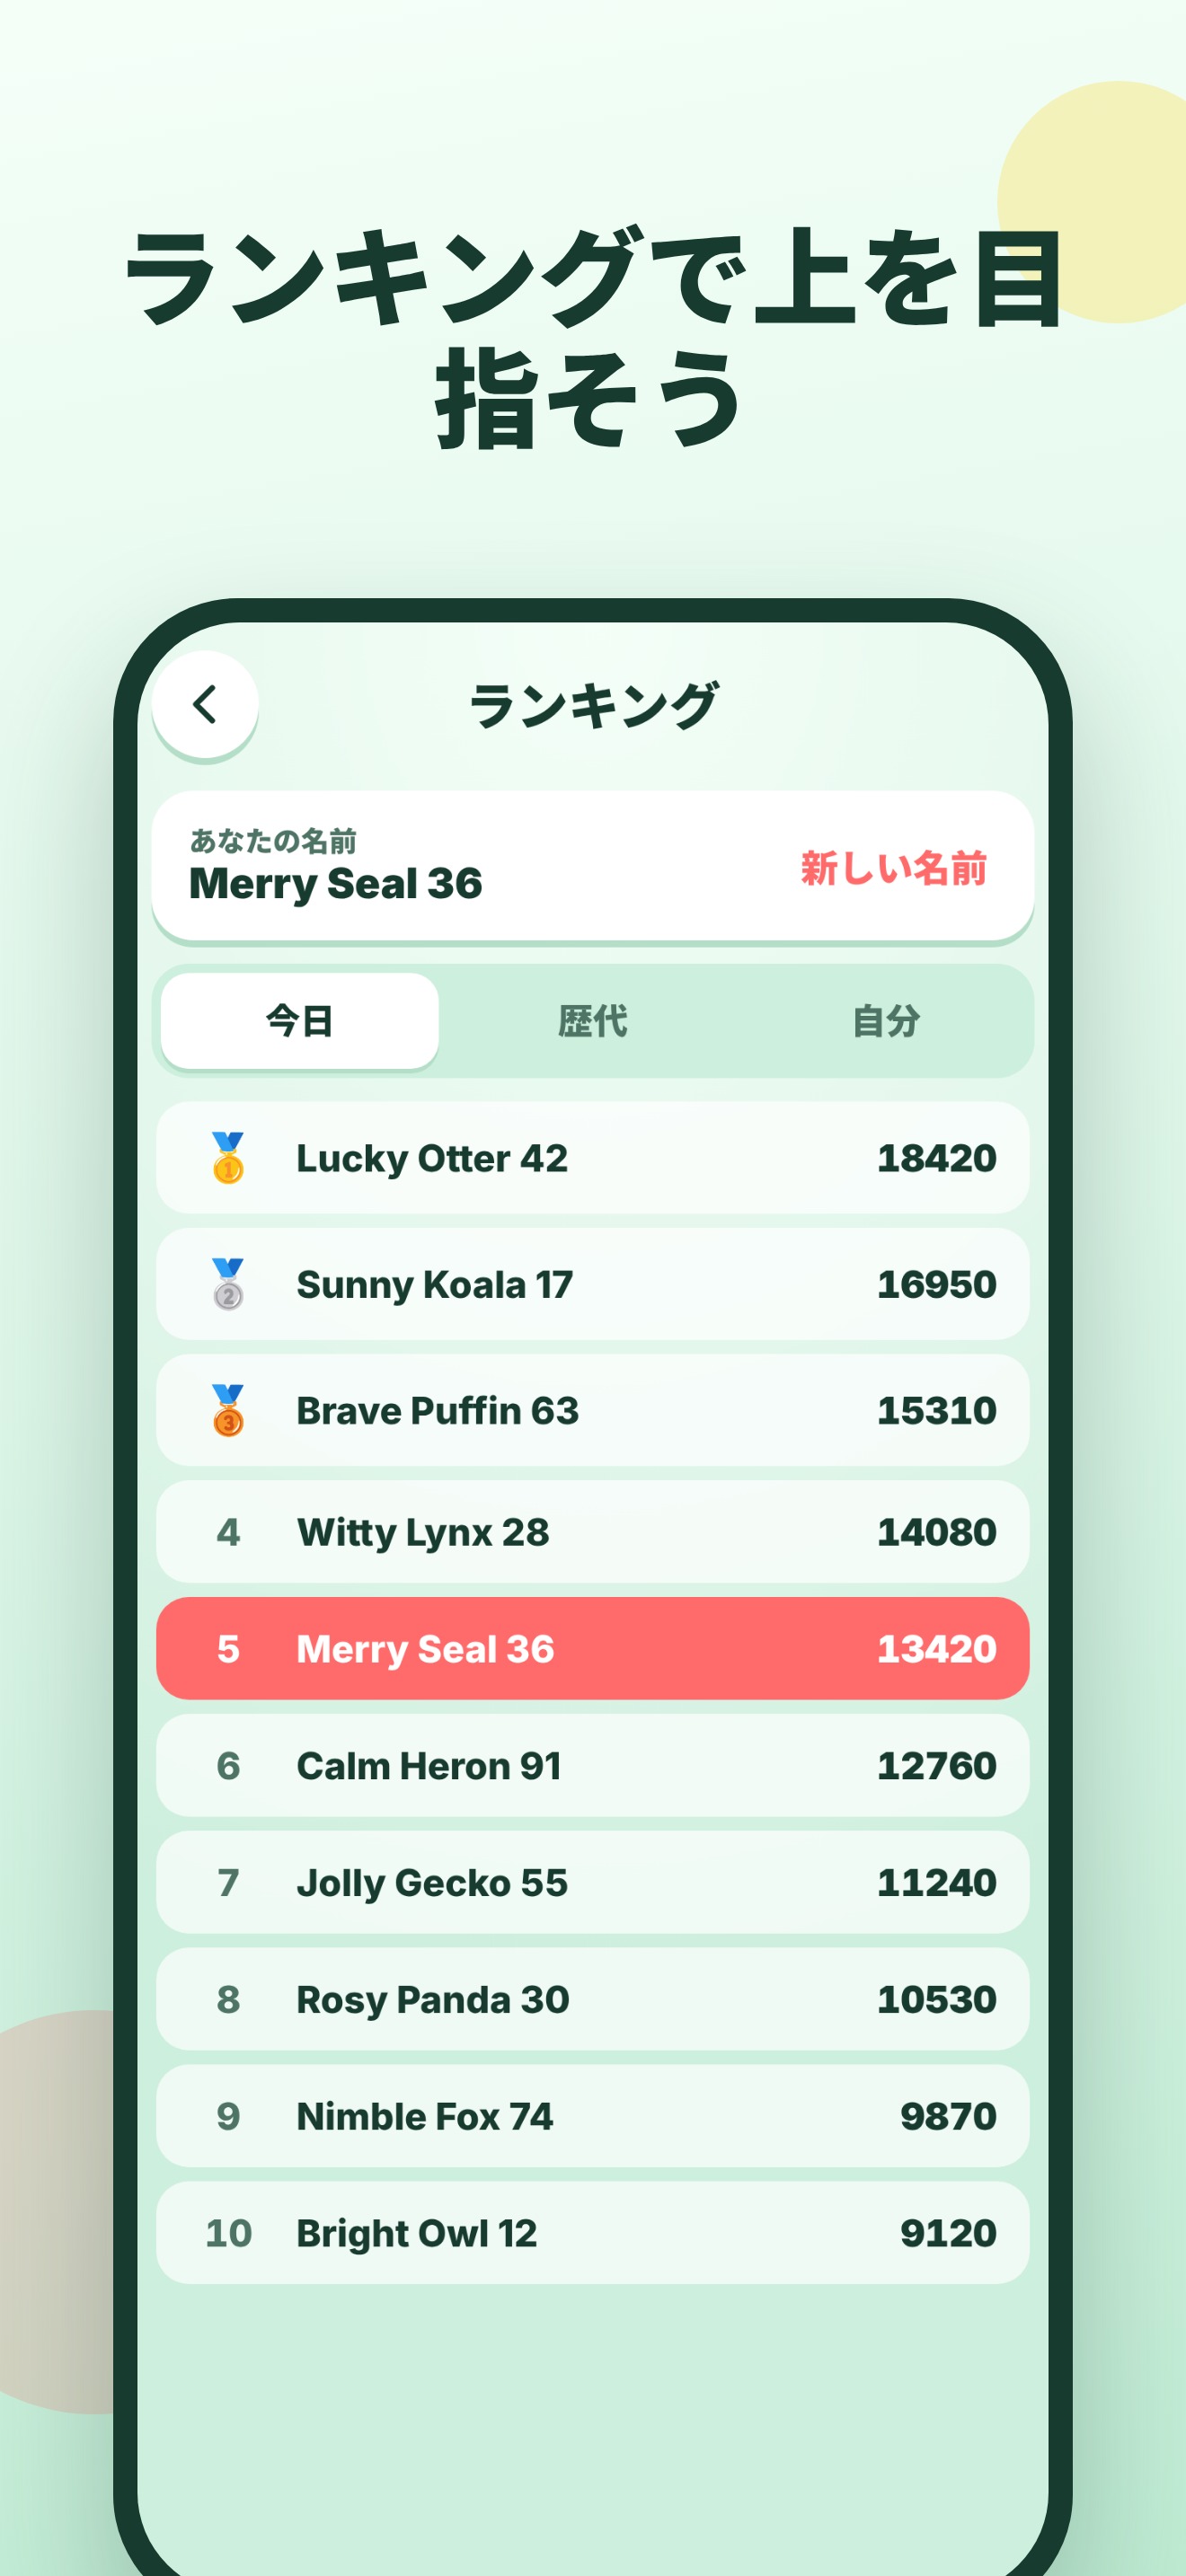 ランキングで上を目
指そう
ランキング
あなたの名前
Merry Seal 36
新しい名前
今日 歴代 自分
1 Lucky Otter 42 18420
2 Sunny Koala 17 16950
3 Brave Puffin 63 15310
4 Witty Lynx 28 14080
5 Merry Seal 36 13420
6 Calm Heron 91 12760
7 Jolly Gecko 55 11240
8 Rosy Panda 30 10530
9 Nimble Fox 74 9870
10 Bright Owl 12 9120